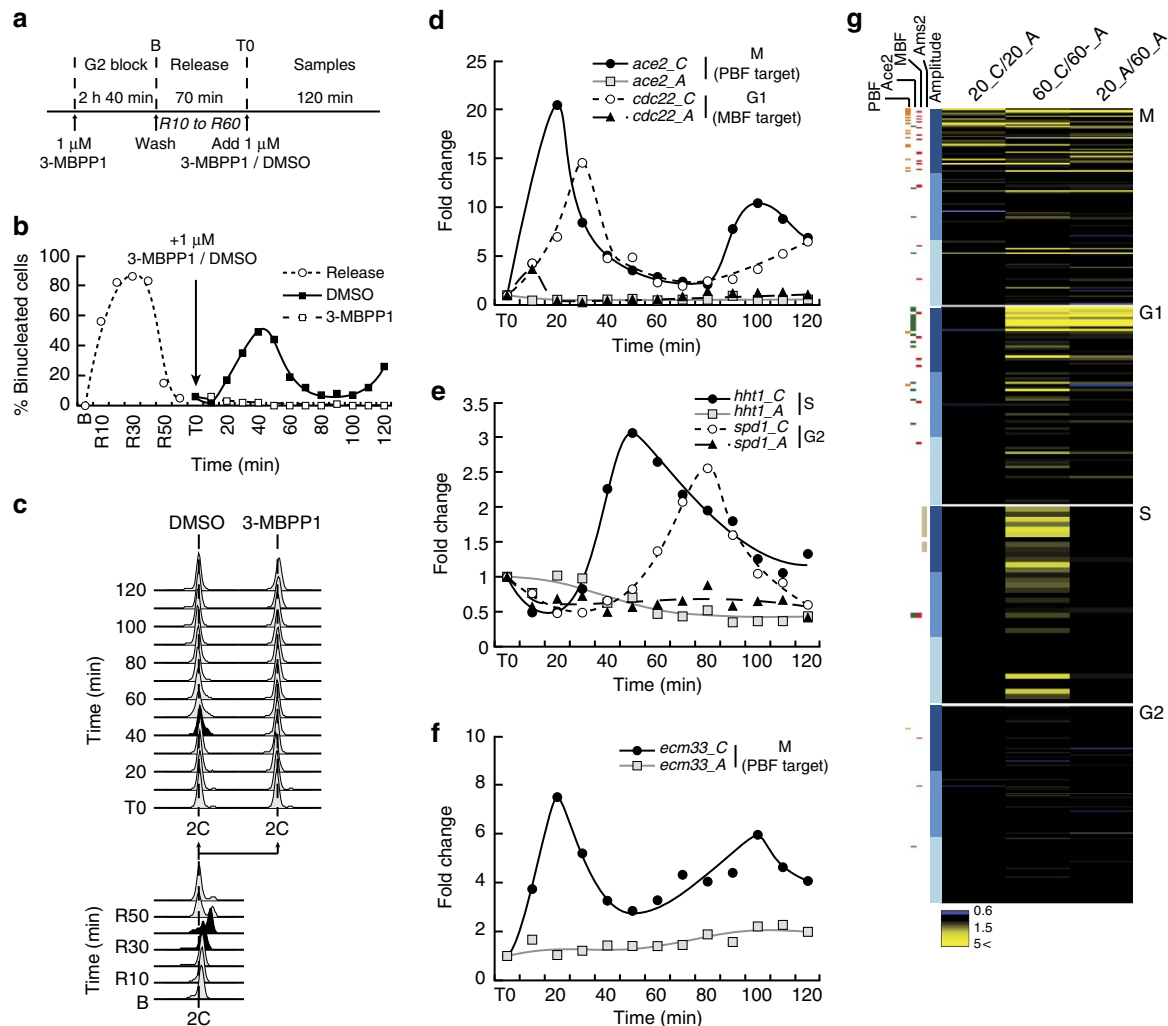 a
B
T0
G2 block
Release
Samples
2 h 40 min
70 min
120 min
R10 to R60
1 µM
3-MBPP1
Wash
Add 1 µM
3-MBPP1 / DMSO
b
% Binucleated cells
100
80
60
40
20
0
+1 µM
3-MBPP1 / DMSO
Release
DMSO
3-MBPP1
B
R10
R30
R50
T0
20
40
60
80
100
120
Time (min)
c
DMSO
3-MBPP1
Time (min)
120
100
80
60
40
20
T0
2C
2C
Time (min)
R50
R30
R10
B
2C
d
Fold change
25
20
15
10
5
0
ace2_C
ace2_A
M
(PBF target)
cdc22_C
cdc22_A
G1
(MBF target)
T0
20
40
60
80
100
120
Time (min)
e
Fold change
3.5
3
2.5
2
1.5
1
0.5
0
hht1_C
hht1_A
S
spd1_C
spd1_A
G2
T0
20
40
60
80
100
120
Time (min)
f
Fold change
10
8
6
4
2
0
ecm33_C
ecm33_A
M
(PBF target)
T0
20
40
60
80
100
120
Time (min)
g
PBF
Ace2
MBF
Ams2
Amplitude
20_C/20_A
60_C/60-_A
20_A/60_A
M
G1
S
G2
0.6
1.5
5<